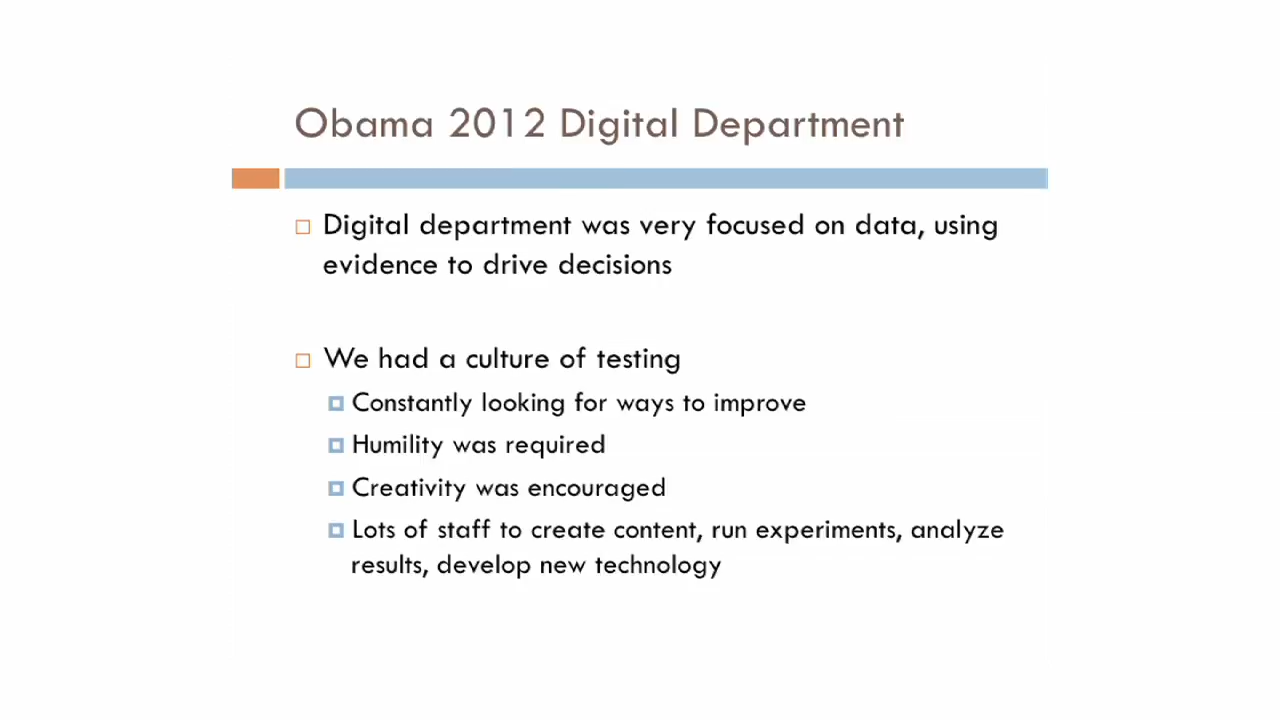 Obama 2012 Digital Department
Digital department was very focused on data, using
evidence to drive decisions
We had a culture of testing
Constantly looking for ways to improve
Humility was required
Creativity was encouraged
Lots of staff to create content, run experiments, analyze
results, develop new technology